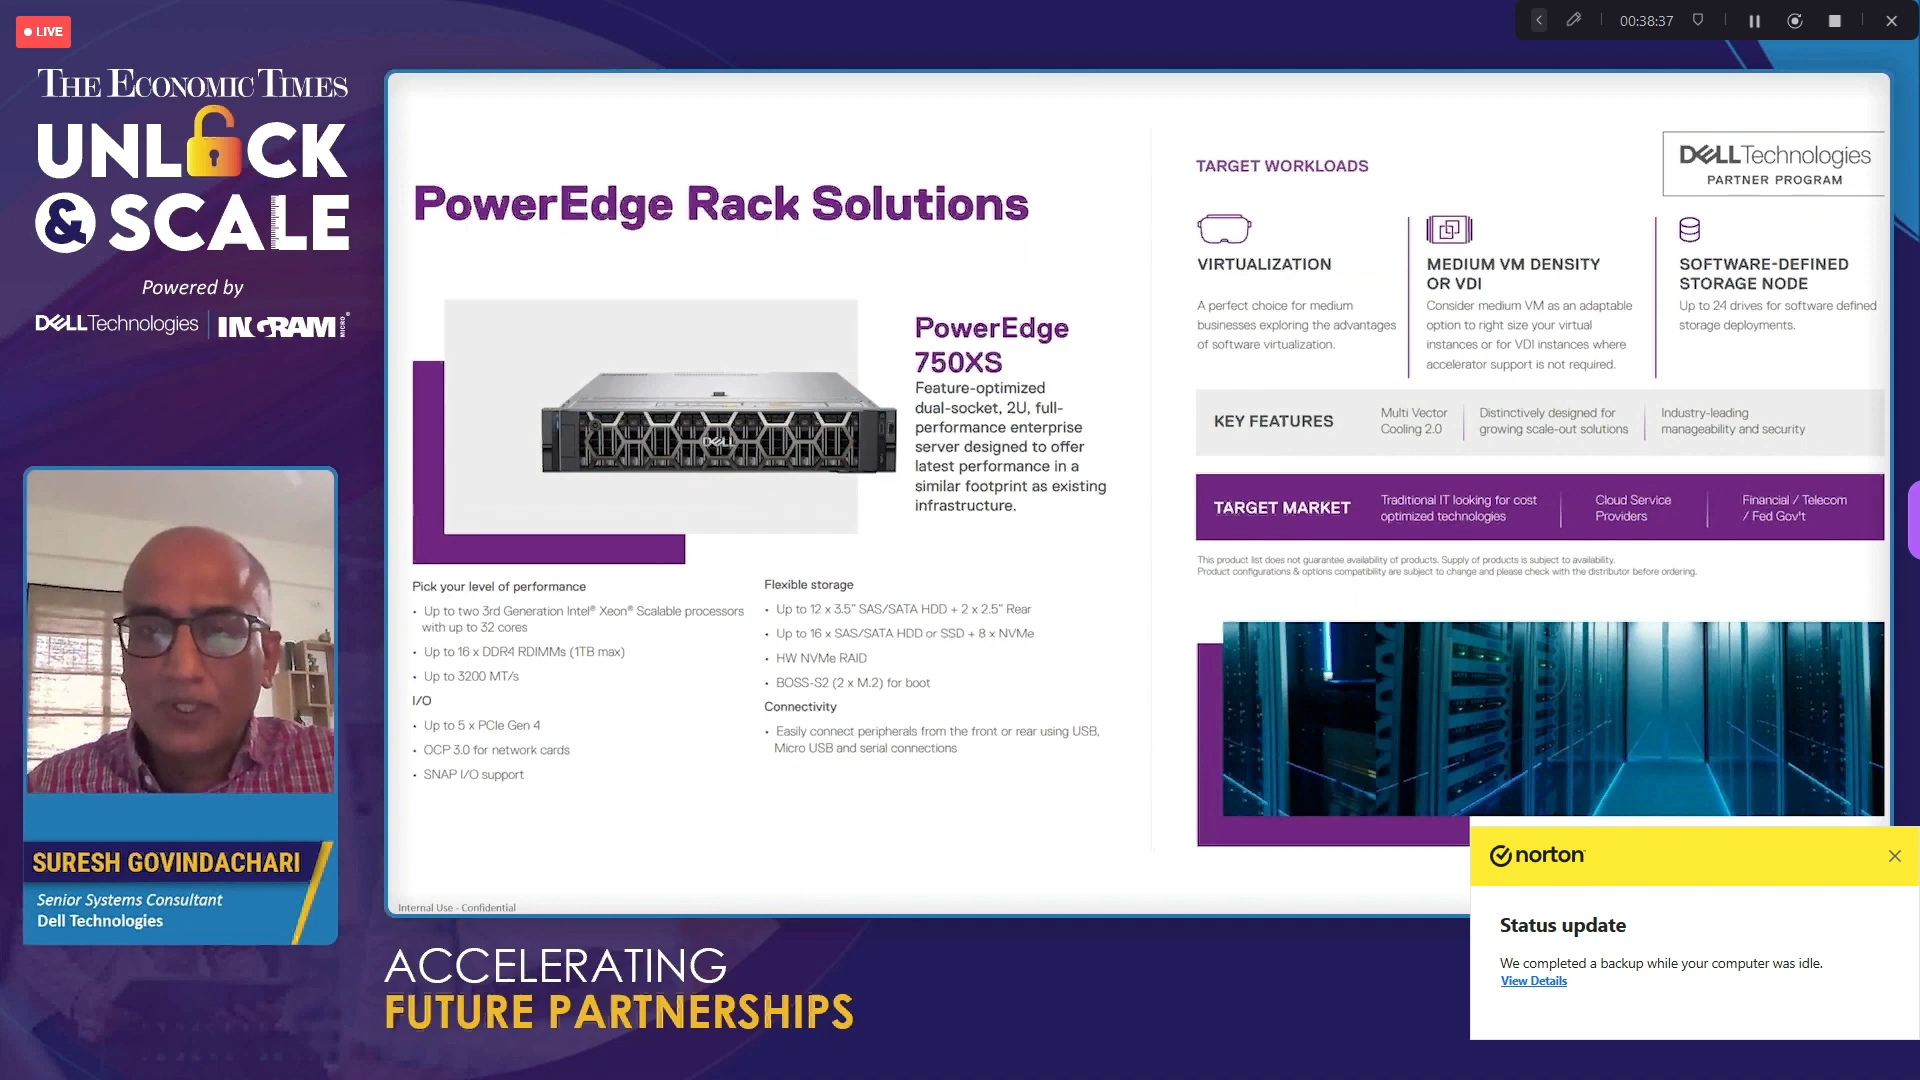 LIVE
00:38:37
THE ECONOMIC TIMES
UNLOCK
& SCALE
Powered by
DELLTechnologies
INGRAM MICRO
PowerEdge Rack Solutions
PowerEdge
750XS
Feature-optimized
dual-socket, 2U, full-
performance enterprise
server designed to offer
latest performance in a
similar footprint as existing
infrastructure.
DELL
Pick your level of performance
• Up to two 3rd Generation Intel® Xeon® Scalable processors
with up to 32 cores
• Up to 16 x DDR4 RDIMMs (1TB max)
• Up to 3200 MT/s
I/O
• Up to 5 x PCIe Gen 4
• OCP 3.0 for network cards
• SNAP I/O support
Flexible storage
• Up to 12 x 3.5" SAS/SATA HDD + 2 x 2.5" Rear
• Up to 16 x SAS/SATA HDD or SSD + 8 x NVMe
• HW NVMe RAID
• BOSS-S2 (2 x M.2) for boot
Connectivity
• Easily connect peripherals from the front or rear using USB,
Micro USB and serial connections
TARGET WORKLOADS
DELLTechnologies
PARTNER PROGRAM
VIRTUALIZATION
A perfect choice for medium
businesses exploring the advantages
of software virtualization.
MEDIUM VM DENSITY
OR VDI
Consider medium VM as an adaptable
option to right size your virtual
instances or for VDI instances where
accelerator support is not required.
SOFTWARE-DEFINED
STORAGE NODE
Up to 24 drives for software defined
storage deployments.
KEY FEATURES
Multi Vector
Cooling 2.0
Distinctively designed for
growing scale-out solutions
Industry-leading
manageability and security
TARGET MARKET
Traditional IT looking for cost
optimized technologies
Cloud Service
Providers
Financial / Telecom
/ Fed Gov't
This product list does not guarantee availability of products. Supply of products is subject to availability.
Product configurations & options compatibility are subject to change and please check with the distributor before ordering.
Internal Use - Confidential
SURESH GOVINDACHARI
Senior Systems Consultant
Dell Technologies
ACCELERATING
FUTURE PARTNERSHIPS
norton
Status update
We completed a backup while your computer was idle.
View Details